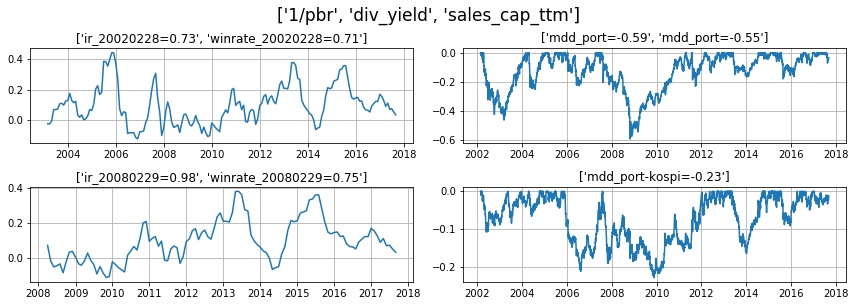 ['1/pbr', 'div_yield', 'sales_cap_ttm']
['ir_20020228=0.73', 'winrate_20020228=0.71']
0.4
0.2
0.0
2004 2006 2008 2010 2012 2014 2016 2018
['mdd_port=-0.59', 'mdd_port=-0.55']
0.0
−0.2
−0.4
−0.6
2002 2004 2006 2008 2010 2012 2014 2016 2018
['ir_20080229=0.98', 'winrate_20080229=0.75']
0.4
0.2
0.0
2008 2009 2010 2011 2012 2013 2014 2015 2016 2017 2018
['mdd_port-kospi=-0.23']
0.0
−0.1
−0.2
2002 2004 2006 2008 2010 2012 2014 2016 2018